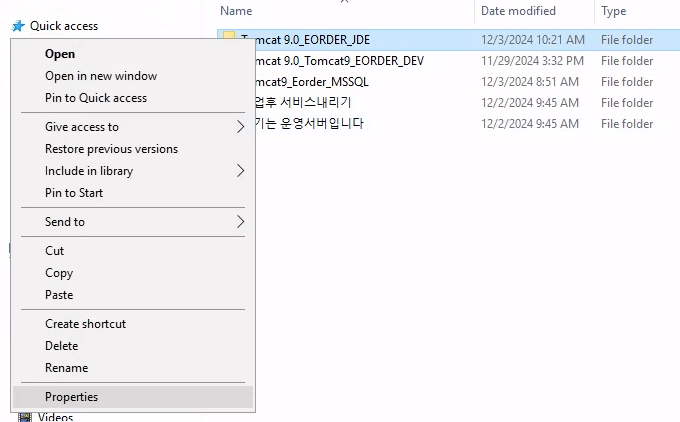 Name Date modified Type
Quick access
Tomcat 9.0_EORDER_JDE 12/3/2024 10:21 AM File folder
Tomcat 9.0_Tomcat9_EORDER_DEV 11/29/2024 3:32 PM File folder
mcat9_Eorder_MSSQL 12/3/2024 8:51 AM File folder
업후 서비스내리기 12/2/2024 9:45 AM File folder
기는 운영서버입니다 12/2/2024 9:45 AM File folder
Open
Open in new window
Pin to Quick access
Give access to
Restore previous versions
Include in library
Pin to Start
Send to
Cut
Copy
Paste
Create shortcut
Delete
Rename
Properties
Videos